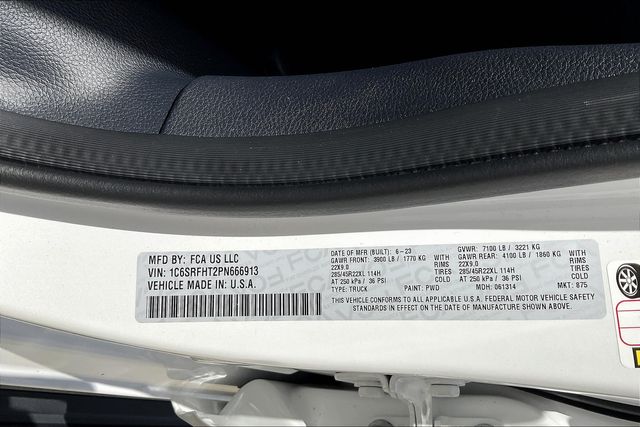 MFD BY: FCA US LLC
VIN: 1C6SRFHT2PN666913
VEHICLE MADE IN: U.S.A.
DATE OF MFR (BUILT): 6-23 GVWR: 7100 LB / 3221 KG
GAWR FRONT: 3900 LB / 1770 KG WITH GAWR REAR: 4100 LB / 1860 KG WITH
22X9.0 RIMS 22X9.0 RIMS
285/45R22XL 114H TIRES 285/45R22XL 114H TIRES
AT 250 kPa / 36 PSI COLD AT 250 kPa / 36 PSI COLD
TYPE: TRUCK PAINT: PWD MDH: 061314 MKT: 875
THIS VEHICLE CONFORMS TO ALL APPLICABLE U.S.A. FEDERAL MOTOR VEHICLE SAFETY
STANDARDS IN EFFECT ON THE DATE OF MANUFACTURE SHOWN ABOVE.